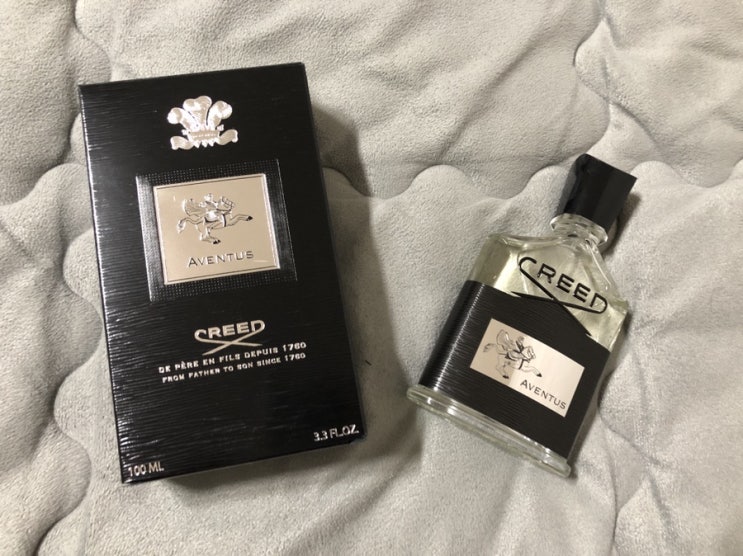 AVENTUS
CREED
DE PÈRE EN FILS DEPUIS 1760
FROM FATHER TO SON SINCE 1760
3.3 FL.OZ.
100 ML
CREED
AVENTUS